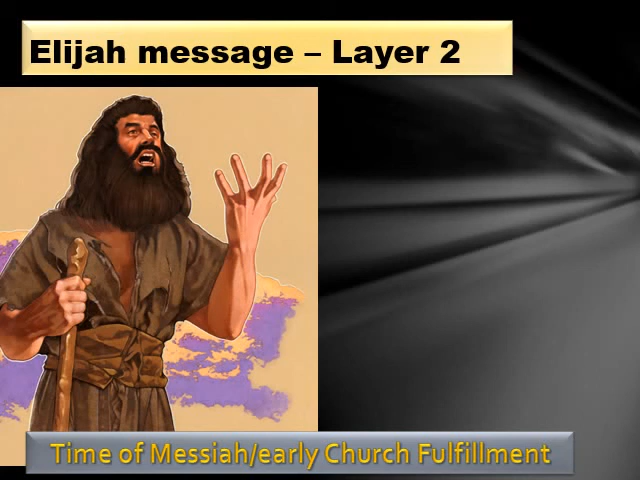 Elijah message – Layer 2
Time of Messiah/early Church Fulfillment